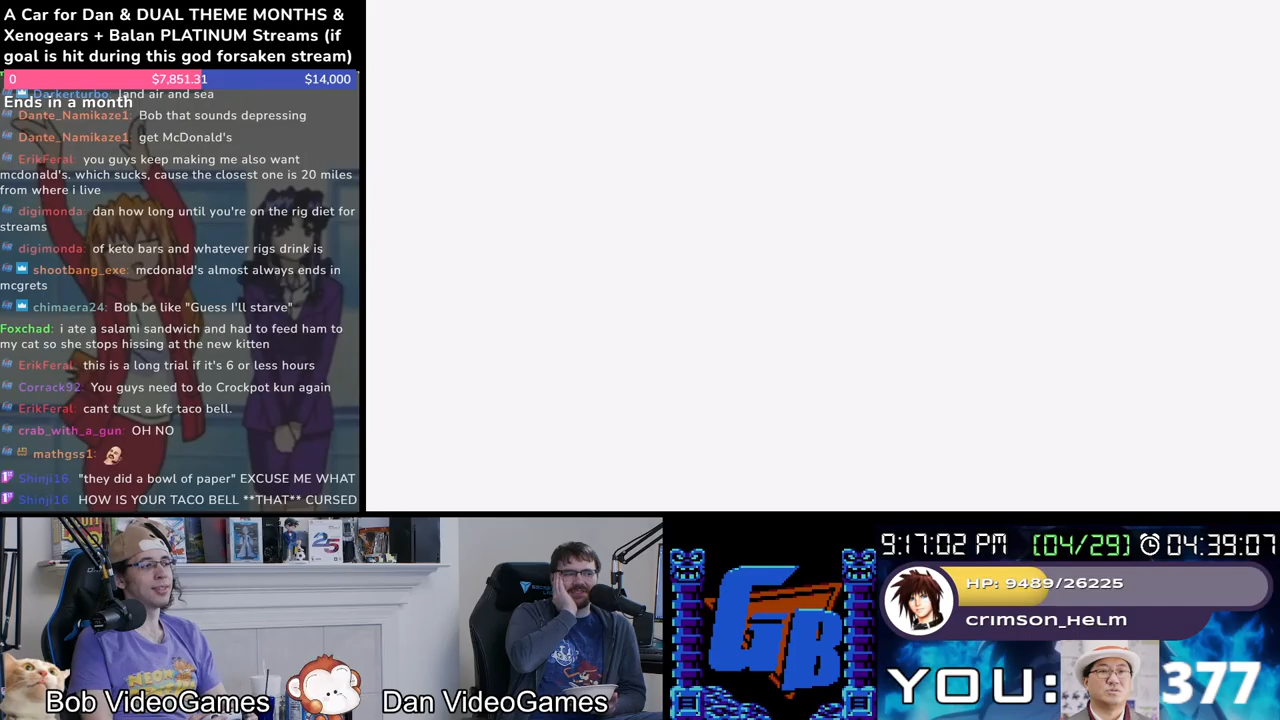 A Car for Dan & DUAL THEME MONTHS &
Xenogears + Balan PLATINUM Streams (if
goal is hit during this god forsaken stream)
0 $7,851.31 $14,000
Darkerturbo: land air and sea
Ends in a month
Dante_Namikaze1: Bob that sounds depressing
Dante_Namikaze1: get McDonald's
ErikFeral: you guys keep making me also want
mcdonald's. which sucks, cause the closest one is 20 miles
from where i live
digimonda: dan how long until you're on the rig diet for
streams
digimonda: of keto bars and whatever rigs drink is
shootbang_exe: mcdonald's almost always ends in
mcgrets
chimaera24: Bob be like "Guess I'll starve"
Foxchad: i ate a salami sandwich and had to feed ham to
my cat so she stops hissing at the new kitten
ErikFeral: this is a long trial if it's 6 or less hours
Corrack92: You guys need to do Crockpot kun again
ErikFeral: cant trust a kfc taco bell.
crab_with_a_gun: OH NO
mathgss1:
Shinji16 "they did a bowl of paper" EXCUSE ME WHAT
Shinji16 HOW IS YOUR TACO BELL **THAT** CURSED
9:17:02 PM [04/29] 04:39:07
HP: 9489/26225
Crimson_Helm
GB
YOU: 377
Bob VideoGames
Dan VideoGames